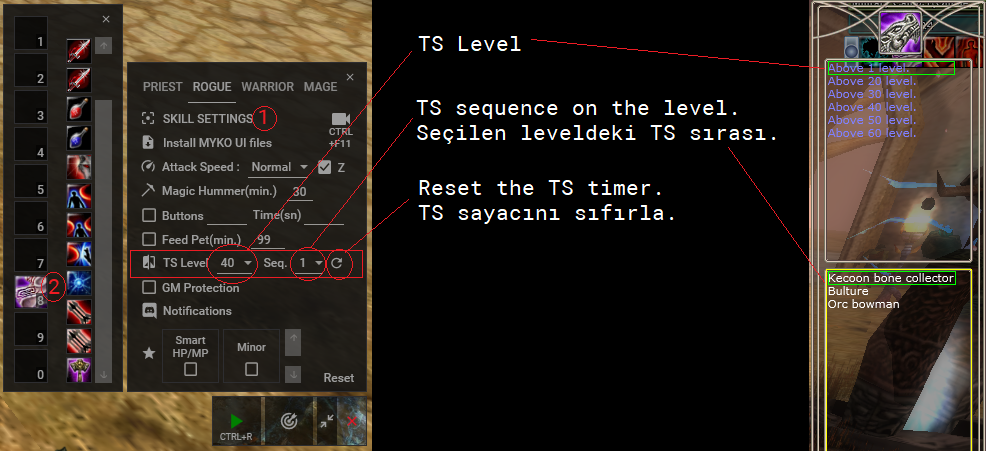 1
2
3
4
5
6
7
8
9
0
2
PRIEST ROGUE WARRIOR MAGE
SKILL SETTINGS 1
CTRL
+F11
Install MYKO UI files
Attack Speed : Normal Z
Magic Hummer(min.) 30
Buttons Time(sn)
Feed Pet(min.) 99
TS Level 40 Seq. 1
GM Protection
Notifications
Smart
HP/MP
Minor
Reset
CTRL+R
TS Level
TS sequence on the level.
Seçilen leveldeki TS sırası.
Reset the TS timer.
TS sayacını sıfırla.
Above 1 level.
Above 20 level.
Above 30 level.
Above 40 level.
Above 50 level.
Above 60 level.
Kecoon bone collector
Bulture
Orc bowman